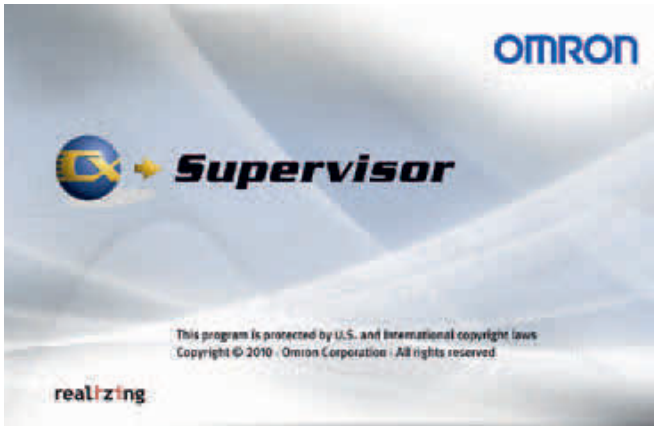 OMRON
CX Supervisor
This program is protected by U.S. and International copyright laws
Copyright © 2010 - Omron Corporation - All rights reserved
realizing